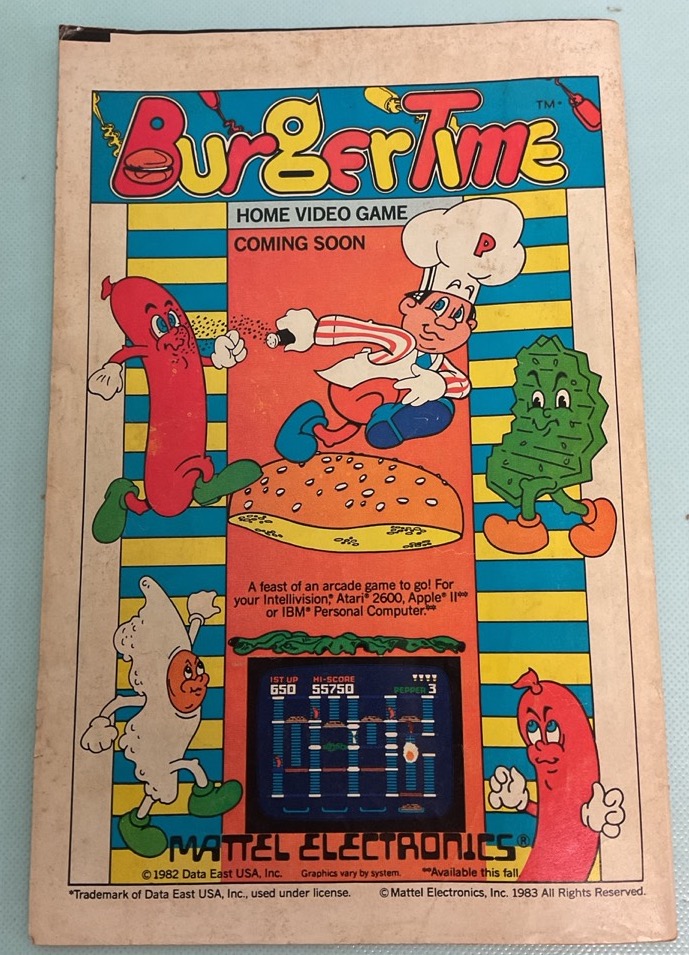 BurgerTime TM*
HOME VIDEO GAME
COMING SOON
P
A feast of an arcade game to go! For
your Intellivision®, Atari® 2600, Apple® II**
or IBM® Personal Computer.**
1ST UP HI-SCORE
650 55750 PEPPER 3
MATTEL ELECTRONICS®
© 1982 Data East USA, Inc. Graphics vary by system. **Available this fall.
*Trademark of Data East USA, Inc., used under license. © Mattel Electronics, Inc. 1983 All Rights Reserved.